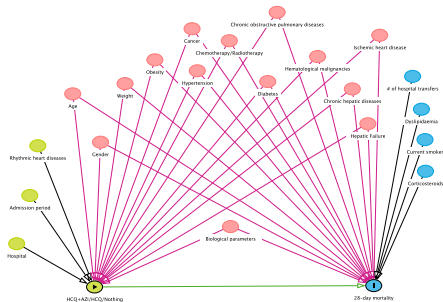 Chronic obstructive pulmonary diseases
Cancer
Chemotherapy/Radiotherapy
Ischemic heart disease
Obesity
Hypertension
Hematological malignancies
Weight
Diabetes
# of hospital transfers
Age
Chronic hepatic diseases
Dyslipidaemia
Hepatic Failure
Gender
Current smoker
Rhythmic heart diseases
Corticosteroids
Admission period
Biological parameters
Hospital
HCQ+AZI/HCQ/Nothing
28-day mortality